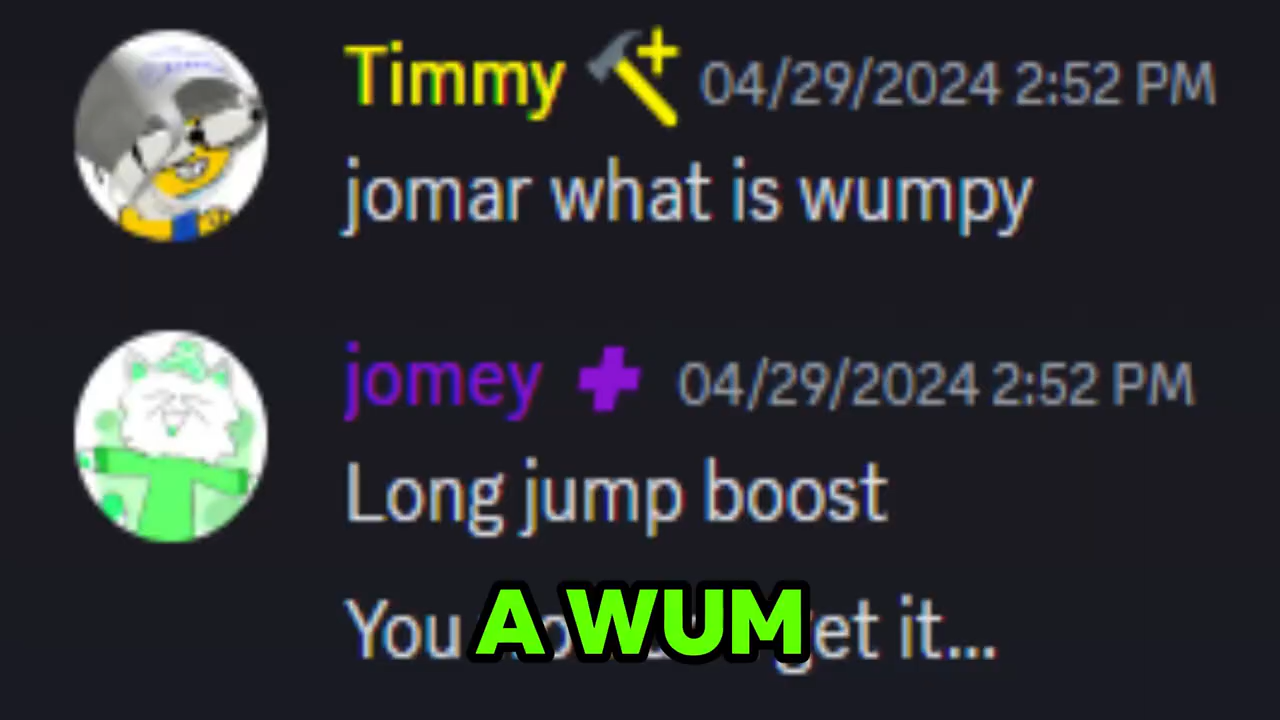 Timmy 04/29/2024 2:52 PM
jomar what is wumpy
jomey 04/29/2024 2:52 PM
Long jump boost
You get it...
A WUM